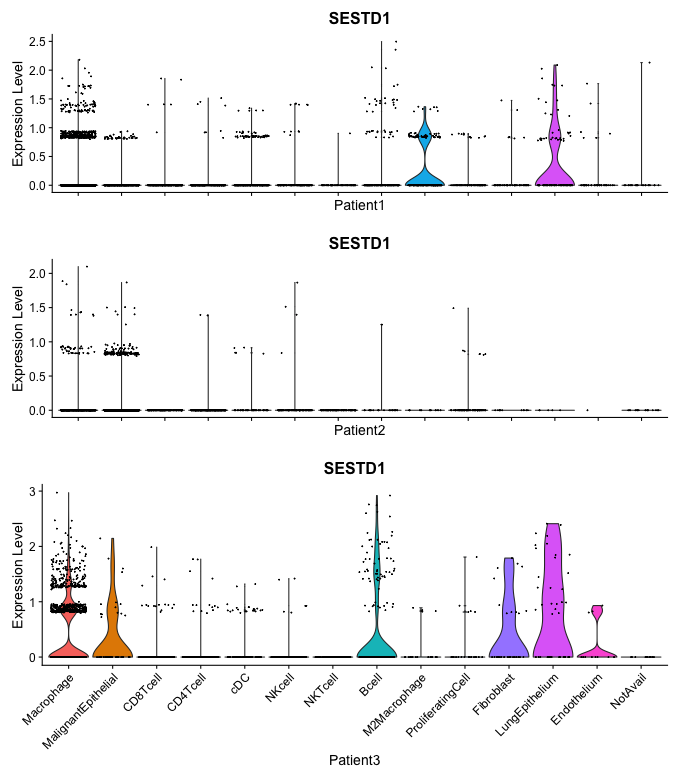 SESTD1
Expression Level
2.5
2.0
1.5
1.0
0.5
0.0
Patient1
SESTD1
Expression Level
2.0
1.5
1.0
0.5
0.0
Patient2
SESTD1
Expression Level
3
2
1
0
Macrophage
MalignantEpithelial
CD8Tcell
CD4Tcell
cDC
NKcell
NKTcell
Bcell
M2Macrophage
ProliferatingCell
Fibroblast
LungEpithelium
Endothelium
NotAvail
Patient3